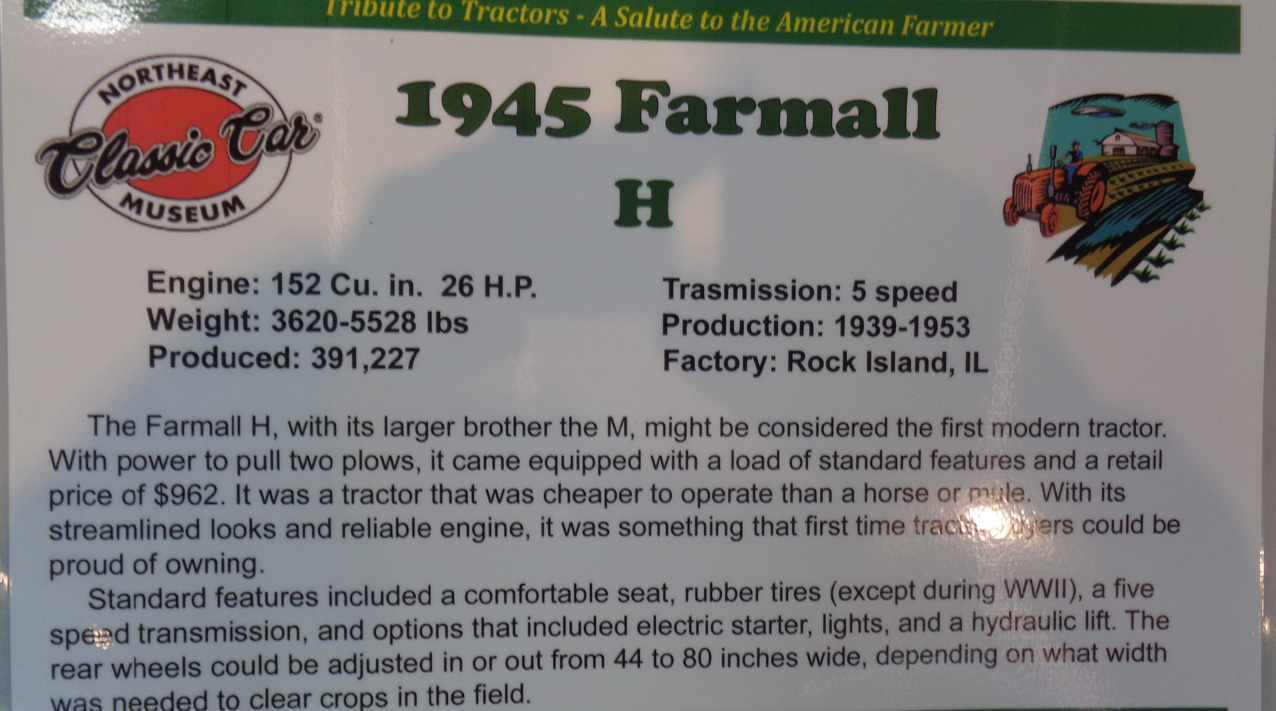 Tribute to Tractors - A Salute to the American Farmer
NORTHEAST
Classic Car®
MUSEUM
1945 Farmall
H
Engine: 152 Cu. in.  26 H.P.
Weight: 3620-5528 lbs
Produced: 391,227
Trasmission: 5 speed
Production: 1939-1953
Factory: Rock Island, IL
The Farmall H, with its larger brother the M, might be considered the first modern tractor.
With power to pull two plows, it came equipped with a load of standard features and a retail
price of $962. It was a tractor that was cheaper to operate than a horse or mule. With its
streamlined looks and reliable engine, it was something that first time could be
proud of owning.
Standard features included a comfortable seat, rubber tires (except during WWII), a five
speed transmission, and options that included electric starter, lights, and a hydraulic lift. The
rear wheels could be adjusted in or out from 44 to 80 inches wide, depending on what width
was needed to clear crops in the field.